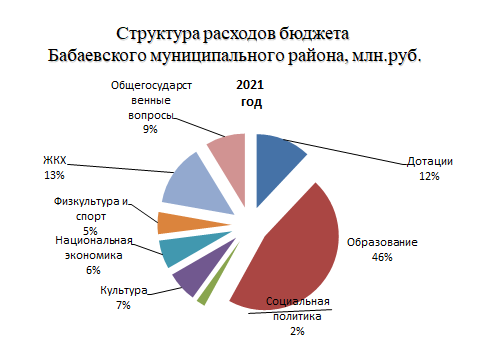 Структура расходов бюджета
Бабаевского муниципального района, млн.руб.
2021
год
Общегосударст
венные
вопросы
9%
Дотации
12%
ЖКХ
13%
Физкультура и
спорт
5%
Образование
46%
Национальная
экономика
6%
Культура
7%
Социальная
политика
2%